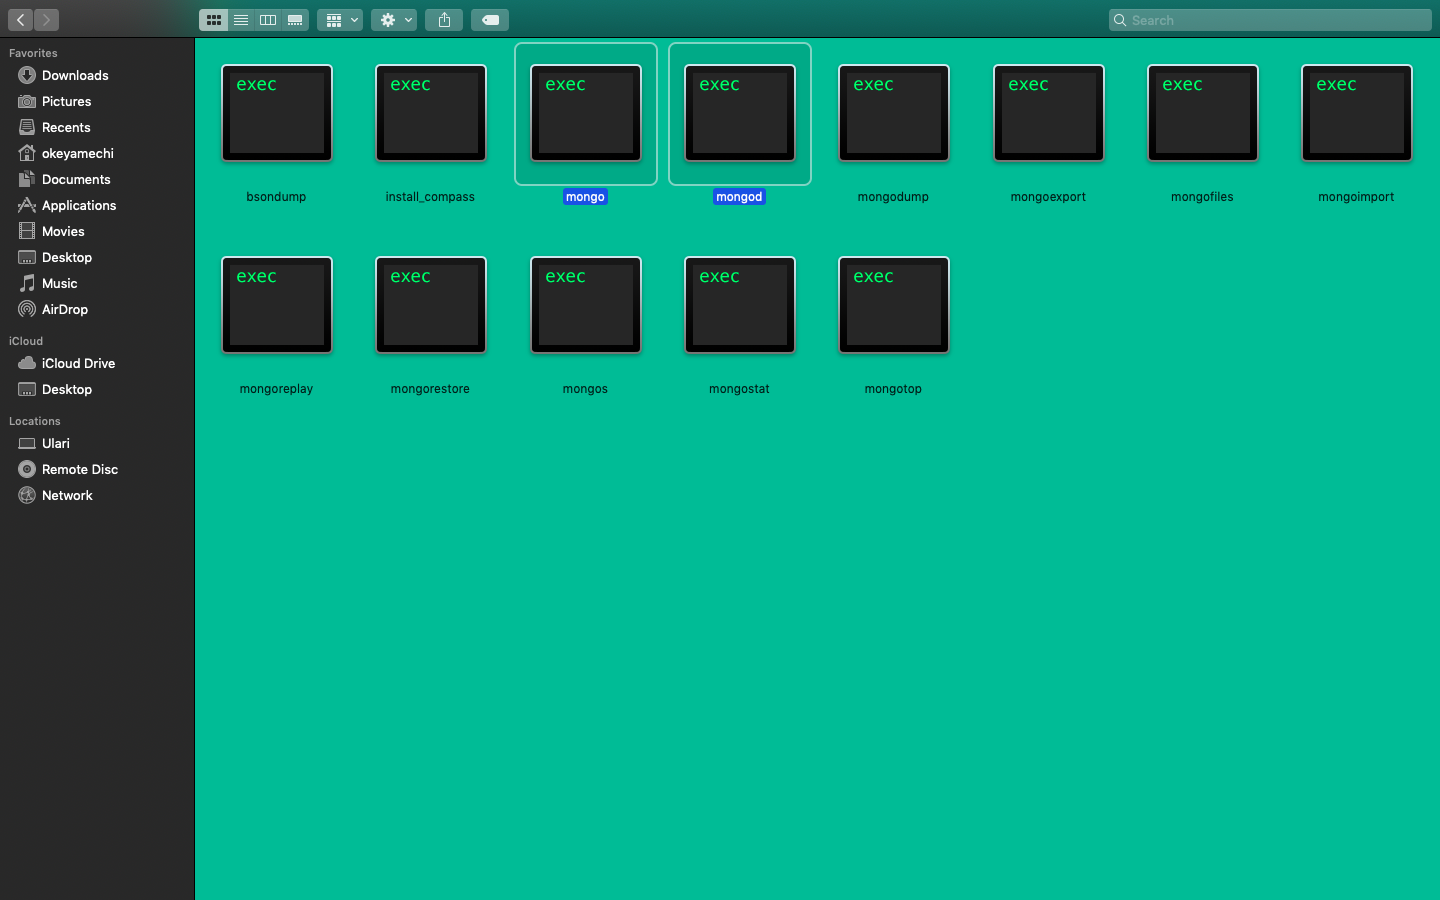 Search
Favorites
Downloads
Pictures
Recents
okeyamechi
Documents
Applications
Movies
Desktop
Music
AirDrop
iCloud
iCloud Drive
Desktop
Locations
Ulari
Remote Disc
Network
exec exec exec exec exec exec exec exec
bsondump install_compass mongo mongod mongodump mongoexport mongofiles mongoimport
exec exec exec exec exec
mongoreplay mongorestore mongos mongostat mongotop